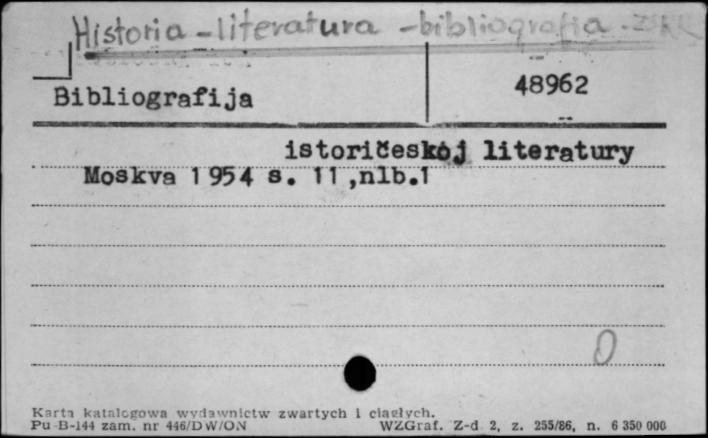 Historia - literatura - bibliografia - ZSRR
Bibliografija
48962
istoričeskoj literatury
Moskva 1954 s. 11 ,nlb.1
0
Karta katalogowa wydawnictw zwartych i ciągłych.
Pu-B-144 zam. nr 446/DW/ON WZGraf. Z-d 2, z. 255/86, n. 6 350 000